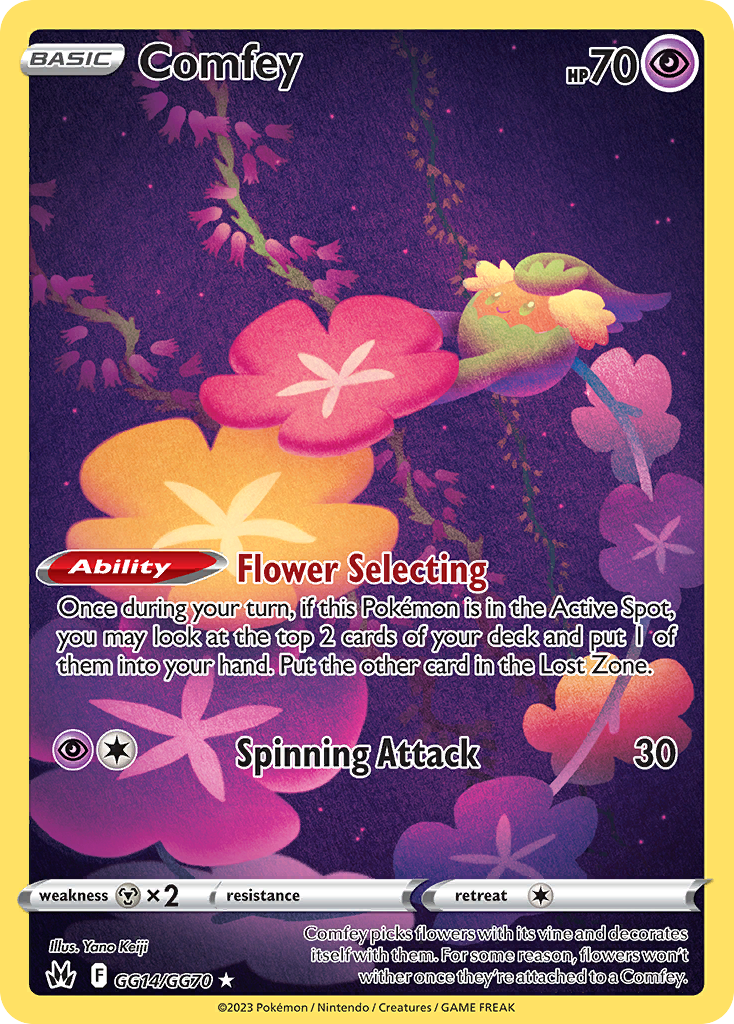 BASIC Comfey HP70
Ability Flower Selecting
Once during your turn, if this Pokémon is in the Active Spot,
you may look at the top 2 cards of your deck and put 1 of
them into your hand. Put the other card in the Lost Zone.
Spinning Attack 30
weakness ×2 resistance retreat
Illus. Yano Keiji
Comfey picks flowers with its vine and decorates
itself with them. For some reason, flowers won't
wither once they're attached to a Comfey.
F GG14/GG70 ★
©2023 Pokémon / Nintendo / Creatures / GAME FREAK